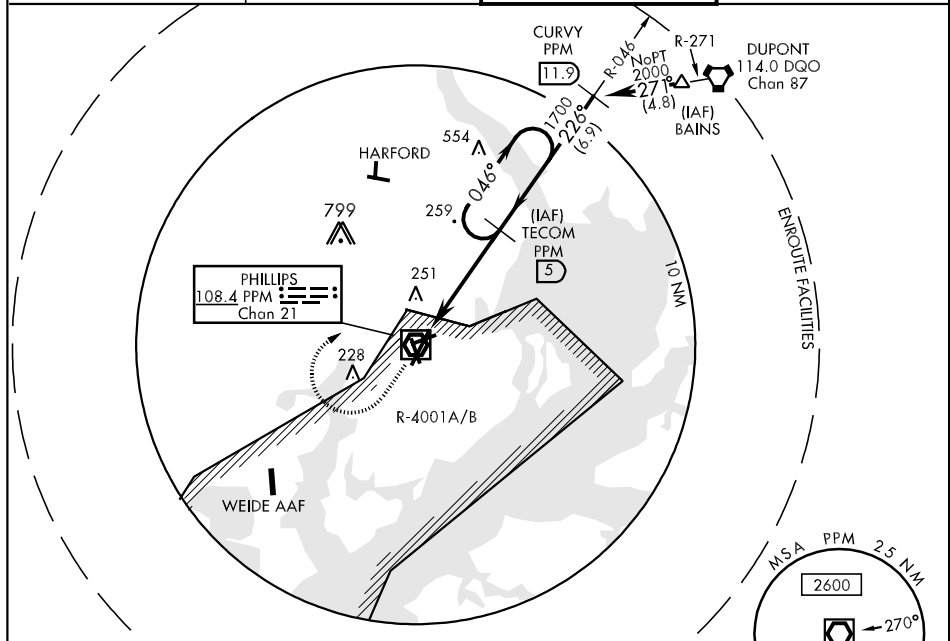 CURVY
PPM
11.9
R-046
R-271
NoPT
2000
271°
(4.8)
DUPONT
114.0 DQO
Chan 87
(IAF)
BAINS
1700
226°
(6.9)
554
HARFORD
046°
799
259
(IAF)
TECOM
PPM
5
ENROUTE FACILITIES
10 NM
PHILLIPS
108.4 PPM
Chan 21
251
228
R-4001A/B
WEIDE AAF
MSA PPM 25 NM
2600
270°